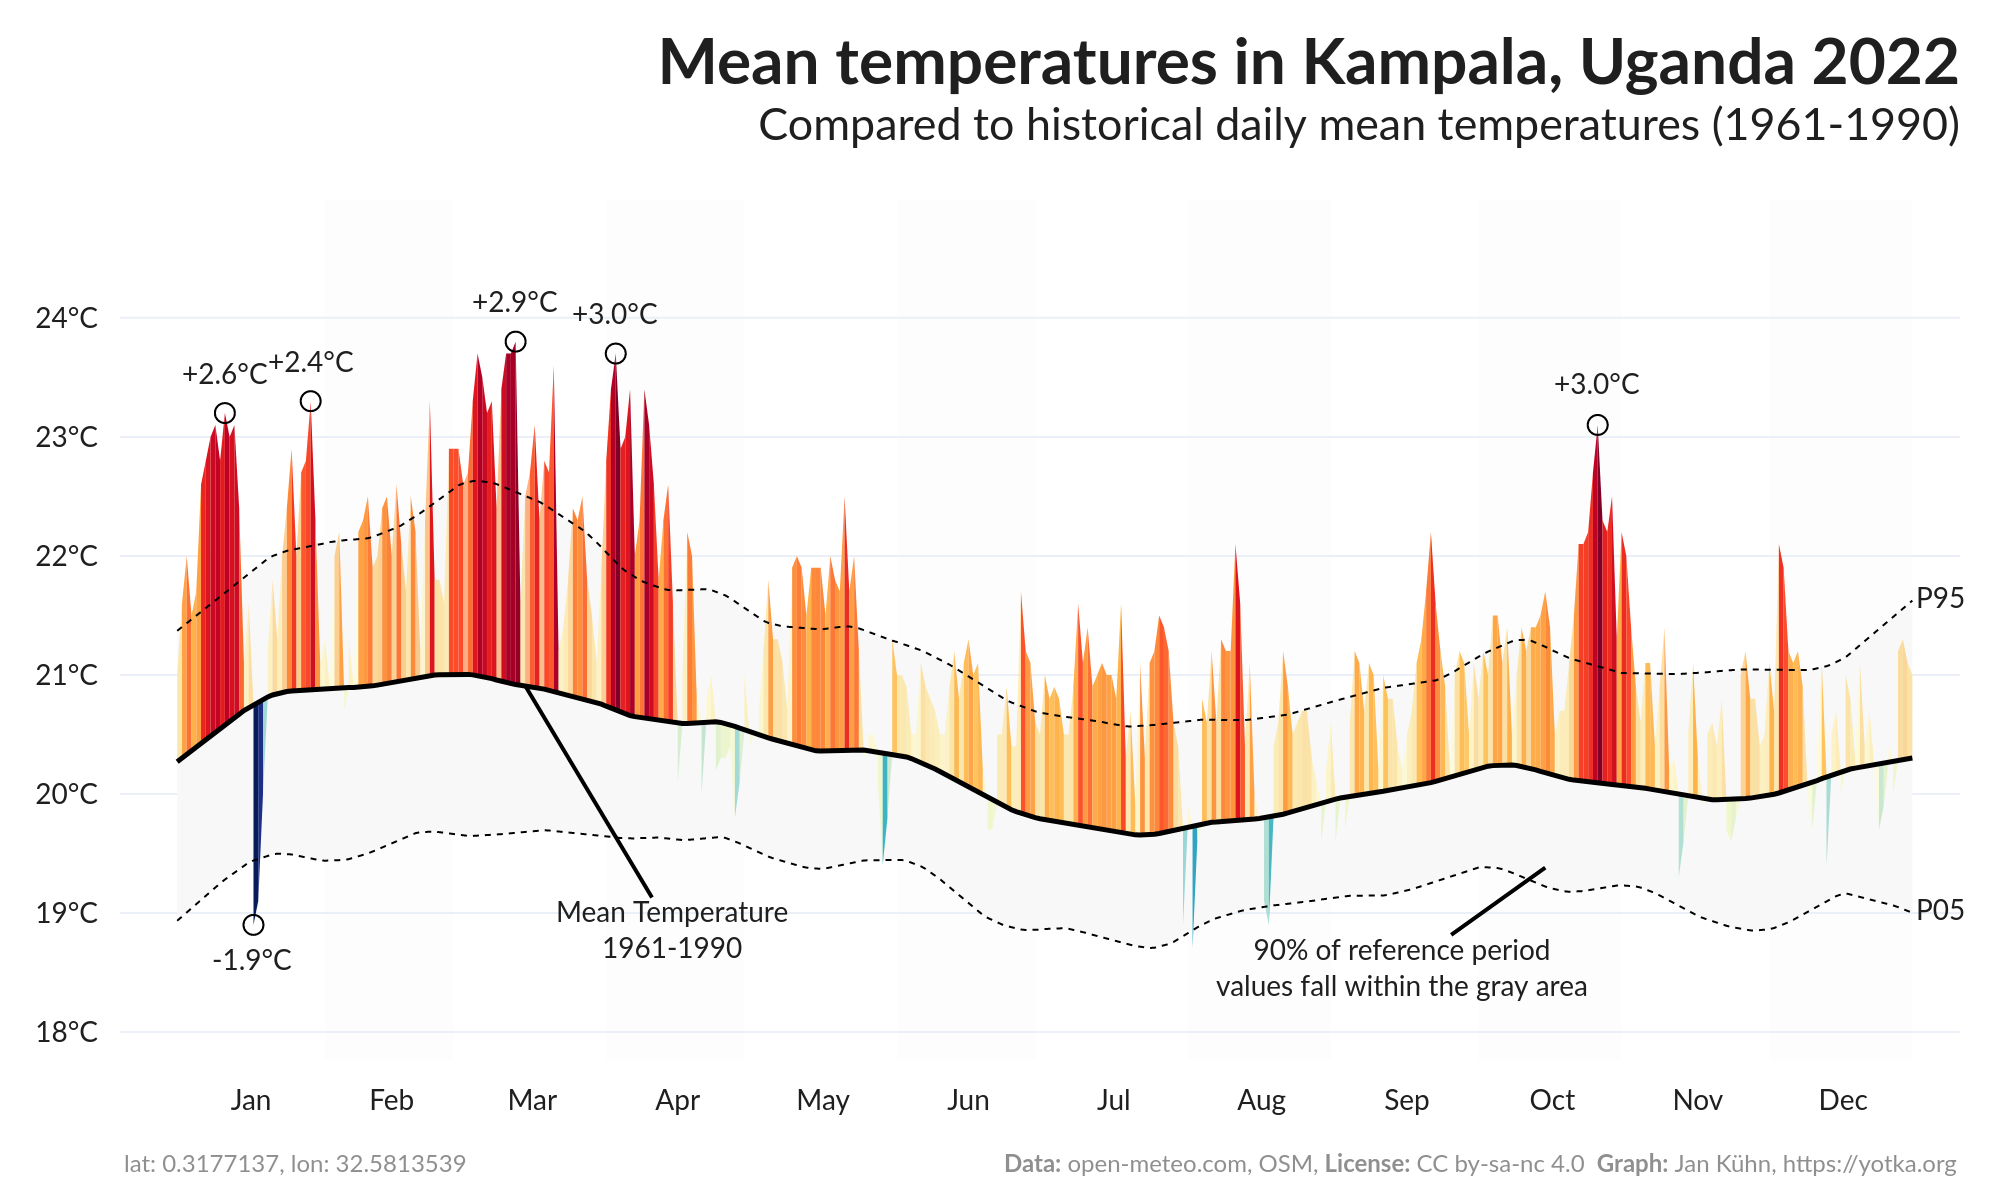 Mean temperatures in Kampala, Uganda 2022
Compared to historical daily mean temperatures (1961-1990)
24°C
23°C
22°C
21°C
20°C
19°C
18°C
+2.6°C
+2.4°C
+2.9°C
+3.0°C
+3.0°C
-1.9°C
P95
P05
Mean Temperature
1961-1990
90% of reference period
values fall within the gray area
Jan Feb Mar Apr May Jun Jul Aug Sep Oct Nov Dec
lat: 0.3177137, lon: 32.5813539
Data: open-meteo.com, OSM, License: CC by-sa-nc 4.0 Graph: Jan Kühn, https://yotka.org